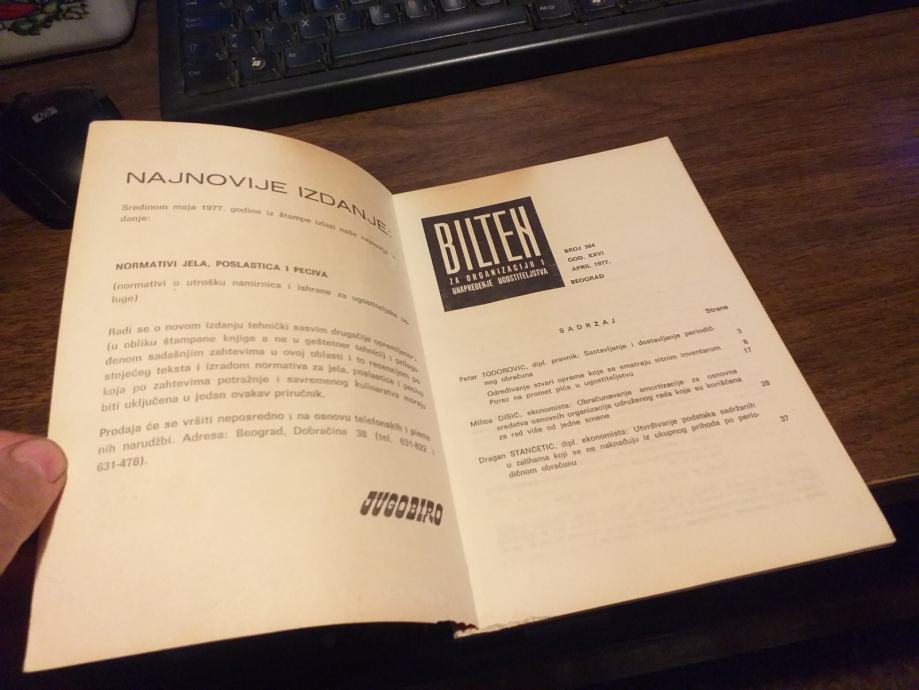 NAJNOVIJE IZDANJE:
Sredinom maja 1977. godine iz štampe izlazi naše najnovije
danje:
NORMATIVI JELA, POSLASTICA I PECIVA
(normativi o utrošku namirnica i ishrane za ugostiteljske us-
luge)
Radi se o novom izdanju tehnički sasvim drugačije opremljenom
(u obliku štampane knjige a ne u geštetner tehnici) i prilago-
đenom sadašnjim zahtevima u ovoj oblasti i to recenzijom po-
stojećeg teksta i izradom normativa za jela, poslastice i peciva
koja po zahtevima potražnje i savremenog kulinarstva moraju
biti uključena u jedan ovakav priručnik.
Prodaja će se vršiti neposredno i na osnovu telefonskih i pisme
nih narudžbi. Adresa: Beograd, Dobračina 38 (tel. 631-822 i
631-478).
JUGOBIRO
BILTEN
ZA ORGANIZACIJU I
UNAPREĐENJE UGOSTITELJSTVA
BROJ 304
GOD. XXVI
APRIL 1977.
BEOGRAD
SADRŽAJ
Strana
Petar TODOROVIĆ, dipl. pravnik: Sastavljanje i dostavljanje periodič-
nog obračuna 3
Određivanje stvari opreme koje se smatraju sitnim inventarom 8
Porez na promet pića u ugostiteljstvu 17
Milica DISIĆ, ekonomista: Obračunavanje amortizacije za osnovna
sredstva osnovnih organizacija udruženog rada koja su korišćena
za rad više od jedne smene 28
Dragan STANČETIĆ, dipl. ekonomista: Utvrđivanje podataka sadržanih
u zalihama koji se ne naknađuju iz ukupnog prihoda po perio-
dičnom obračunu 37